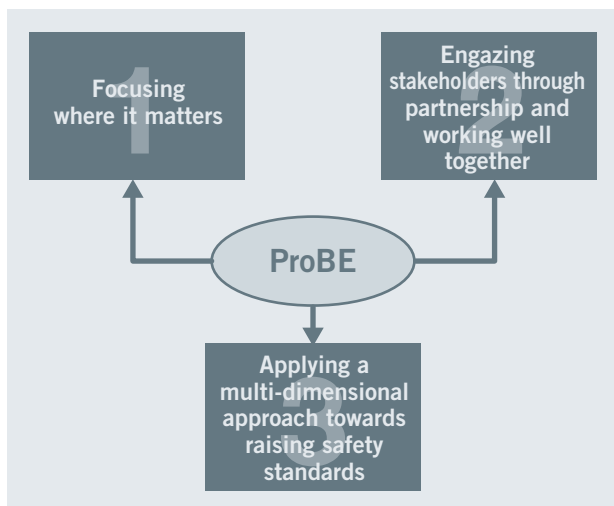 1
Focusing
where it matters
2
Engazing
stakeholders through
partnership and
working well
together
ProBE
3
Applying a
multi-dimensional
approach towards
raising safety
standards